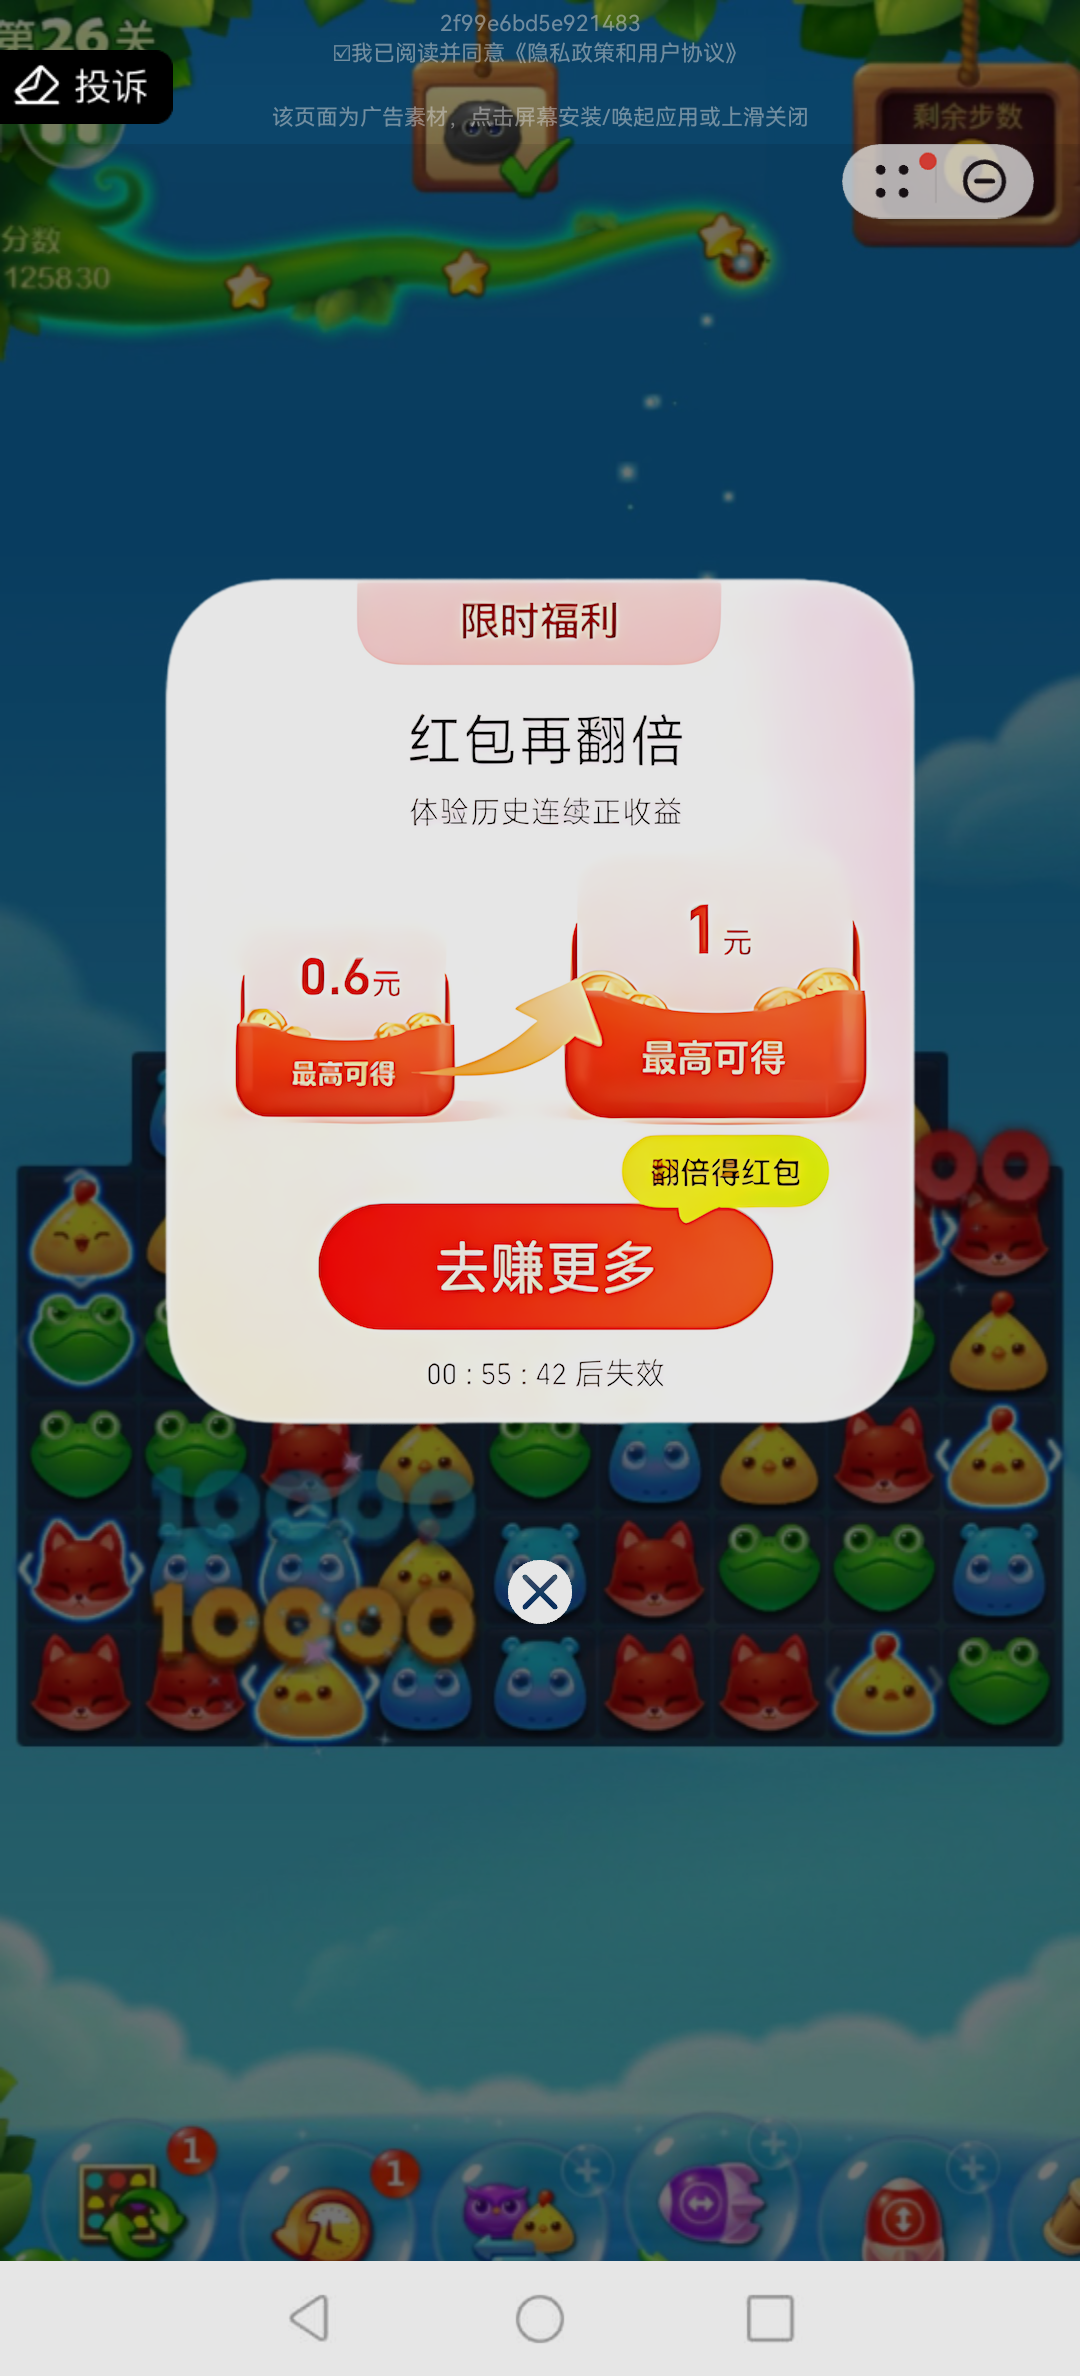 2f99e6bd5e921483
第26关
☑我已阅读并同意《隐私政策和用户协议》
投诉
该页面为广告素材，点击屏幕安装/唤起应用或上滑关闭
剩余步数
分数
125830
限时福利
红包再翻倍
体验历史连续正收益
0.6元
最高可得
1元
最高可得
翻倍得红包
去赚更多
00 : 55 : 42 后失效
00
10000
10000
1
1